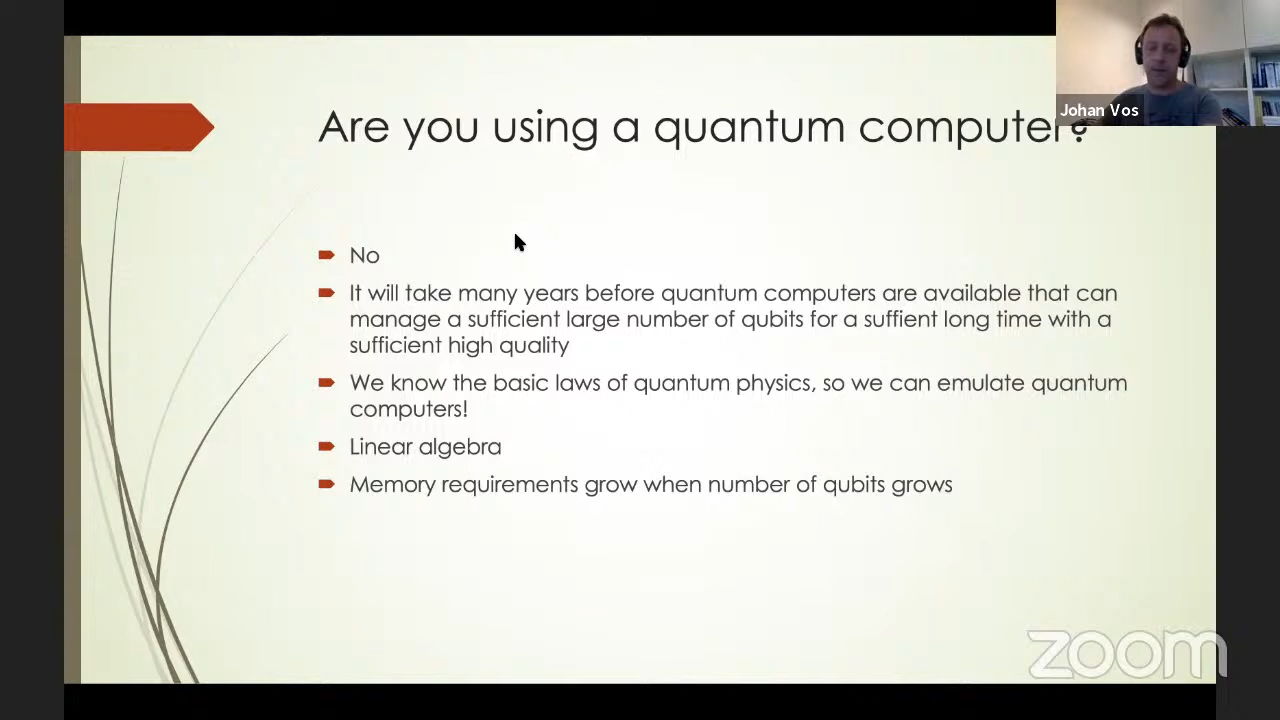 Are you using a quantum computer?
Johan Vos
No
It will take many years before quantum computers are available that can
manage a sufficient large number of qubits for a suffient long time with a
sufficient high quality
We know the basic laws of quantum physics, so we can emulate quantum
computers!
Linear algebra
Memory requirements grow when number of qubits grows
zoom